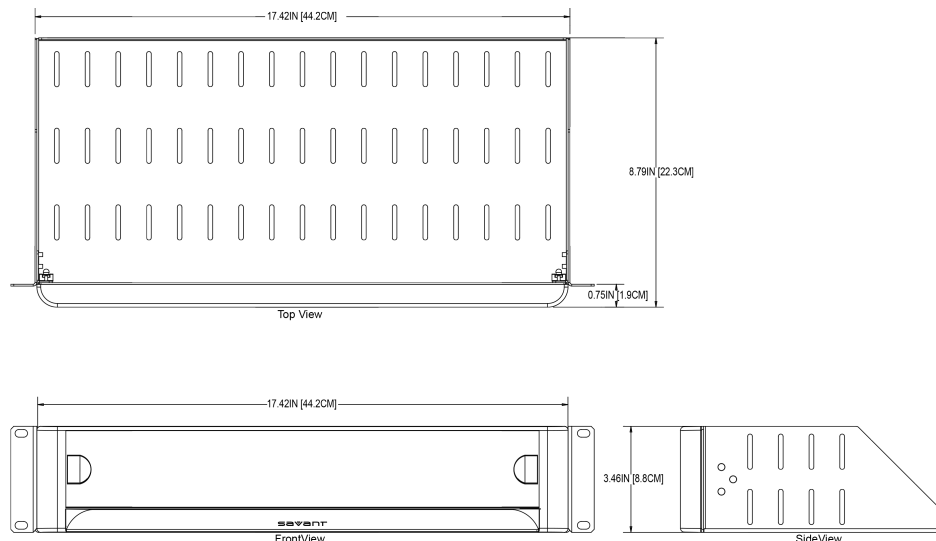 17.42IN [44.2CM]
8.79IN [22.3CM]
0.75IN [1.9CM]
Top View
17.42IN [44.2CM]
3.46IN [8.8CM]
savant
FrontView
SideView